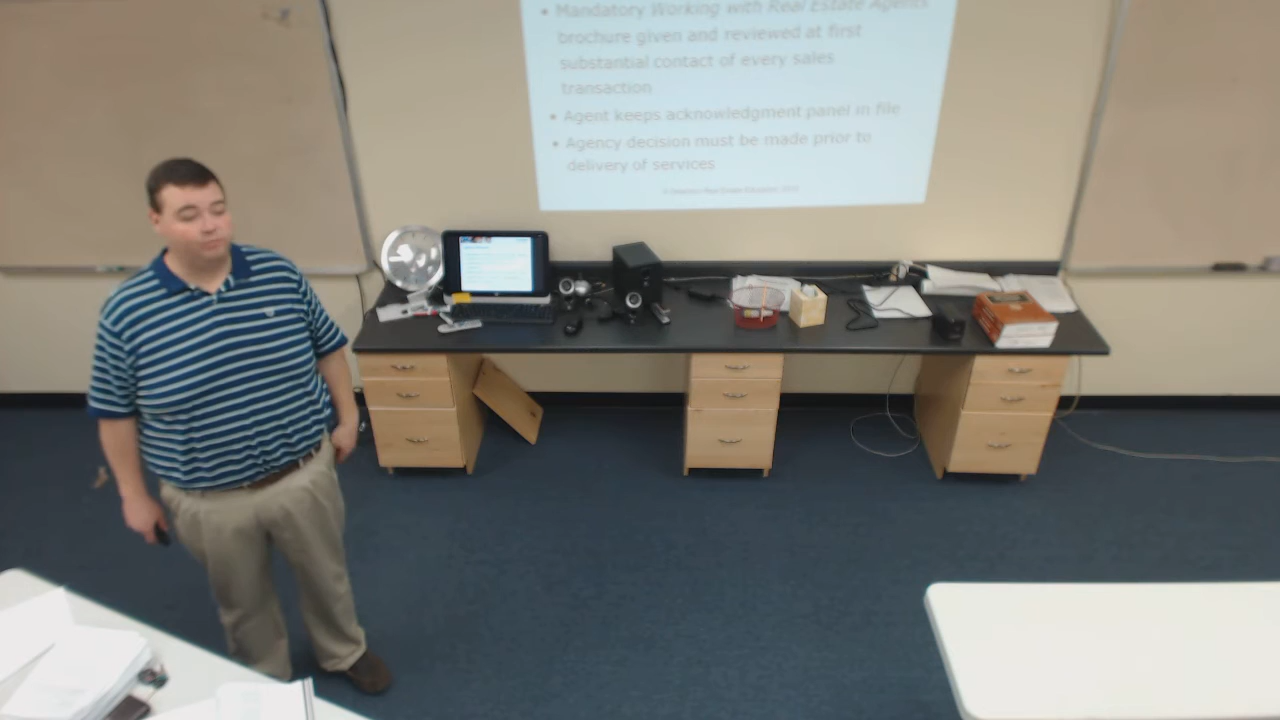 • Mandatory Working with Real Estate Agents
brochure given and reviewed at first
substantial contact of every sales
transaction
• Agent keeps acknowledgment panel in file
• Agency decision must be made prior to
delivery of services